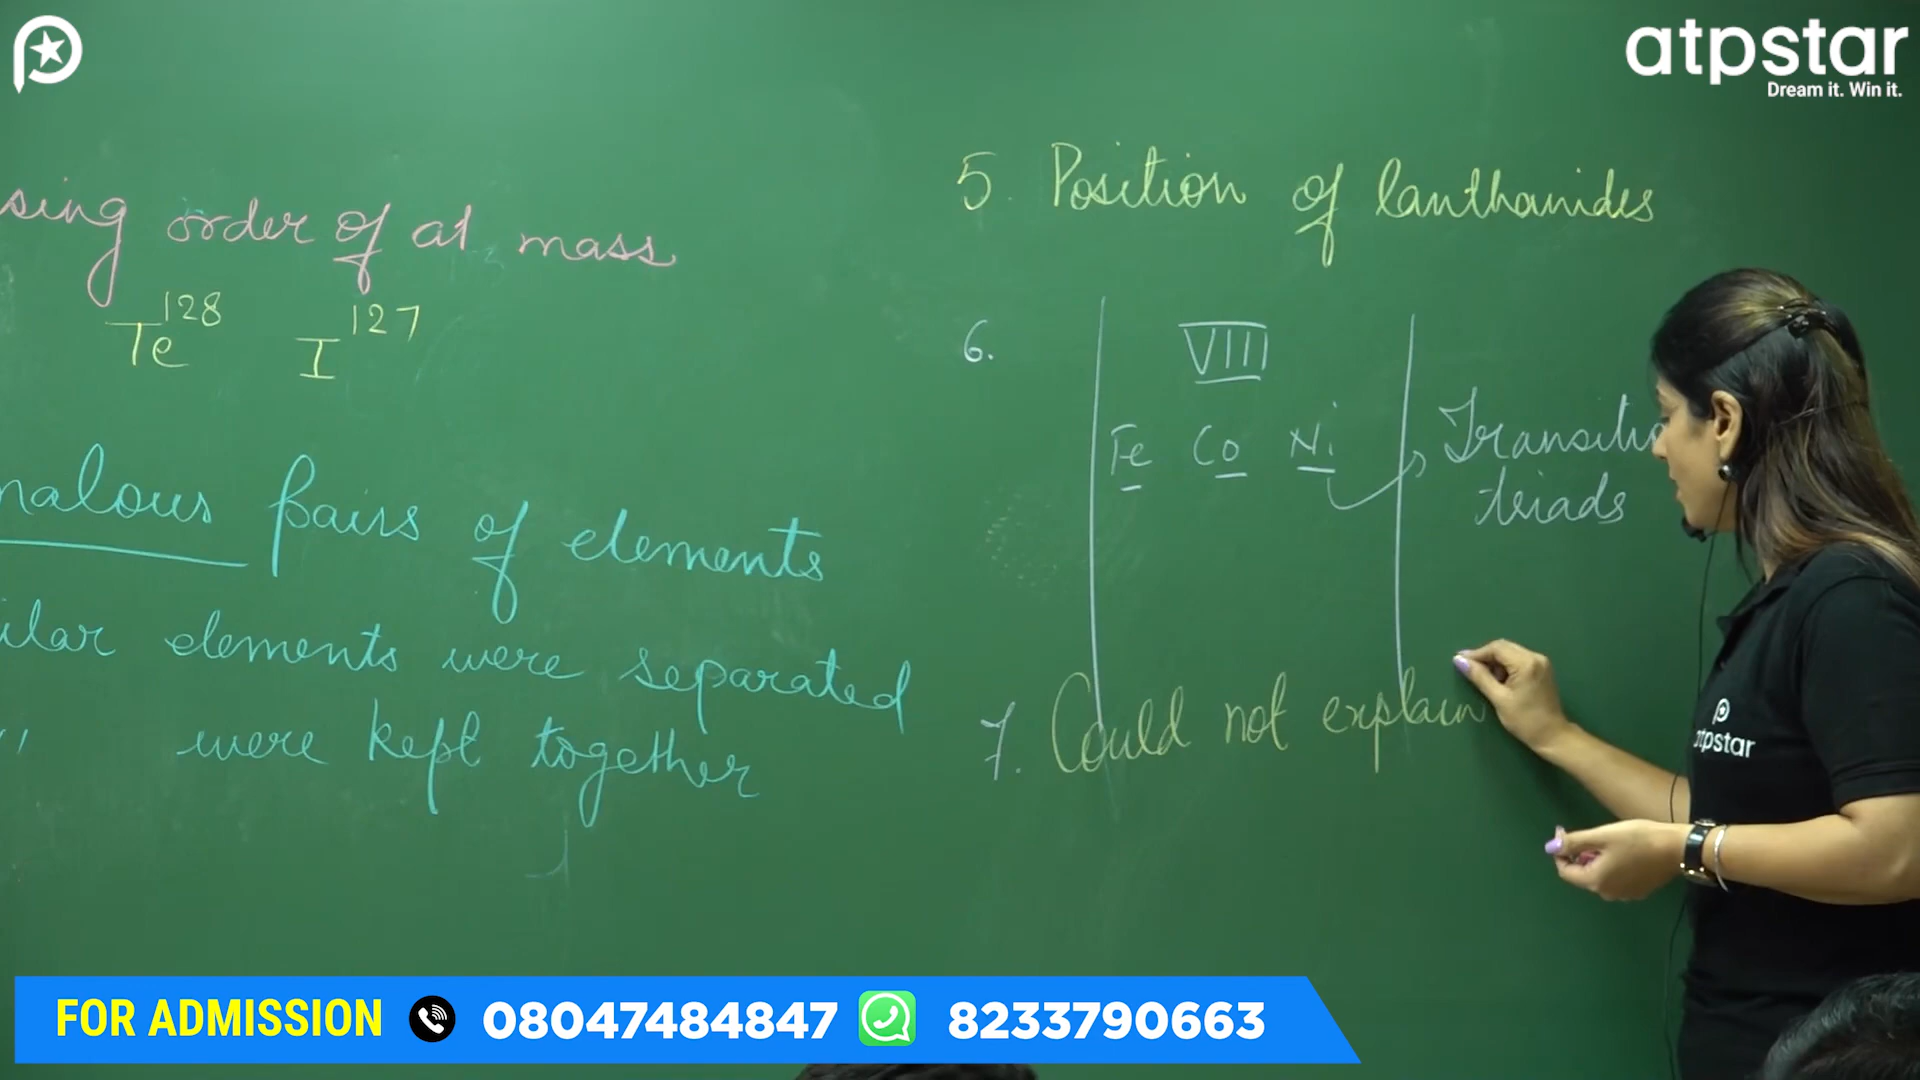 atpstar
Dream it. Win it.
sing order of at mass
Te 128 I 127
nalous pairs of elements
ilar elements were separated
" were kept together
5. Position of lanthanides
6. VIII
Fe Co Ni Transitio
triads
7. Could not explain
atpstar
FOR ADMISSION 08047484847 8233790663